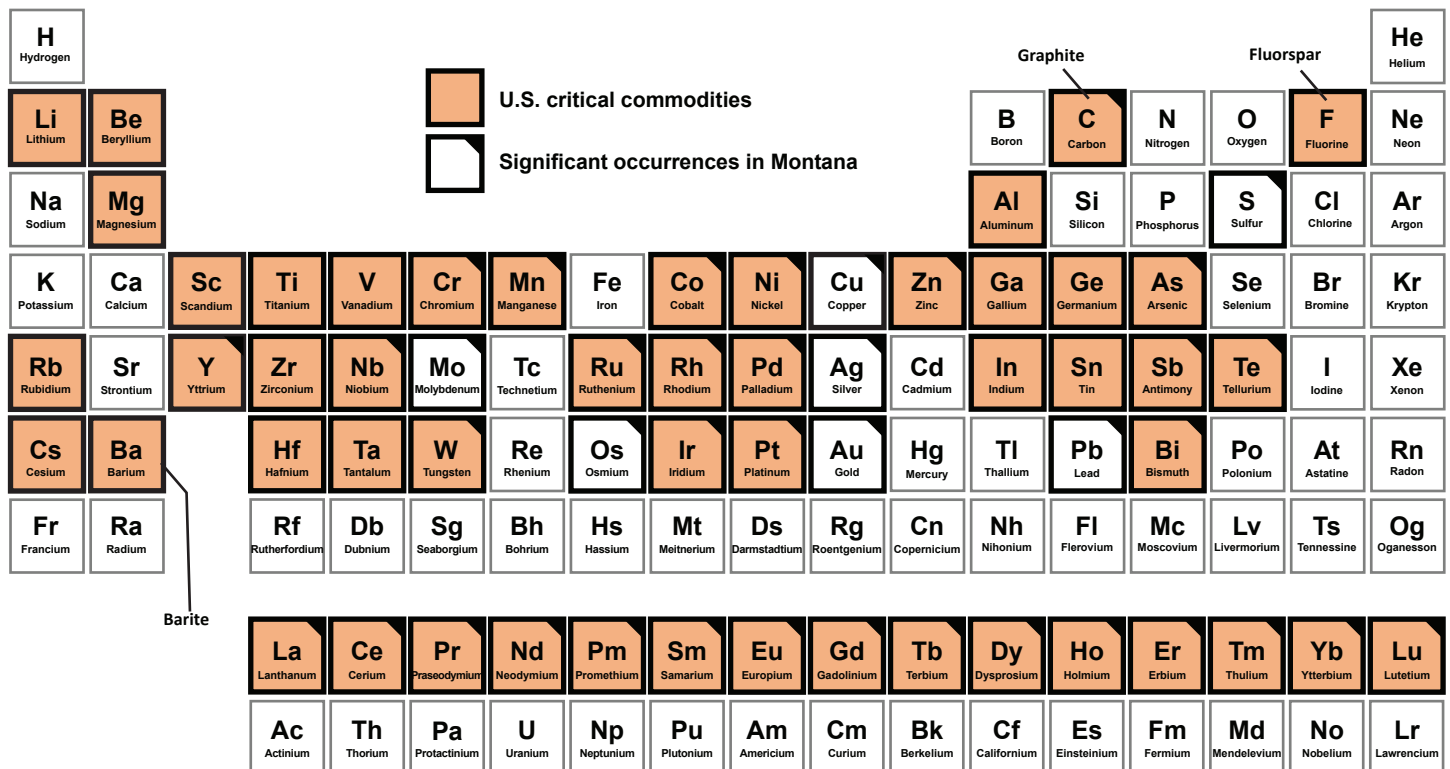 H
Hydrogen
He
Helium
Graphite
Fluorspar
U.S. critical commodities
Significant occurrences in Montana
Li
Lithium
Be
Beryllium
B
Boron
C
Carbon
N
Nitrogen
O
Oxygen
F
Fluorine
Ne
Neon
Na
Sodium
Mg
Magnesium
Al
Aluminum
Si
Silicon
P
Phosphorus
S
Sulfur
Cl
Chlorine
Ar
Argon
K
Potassium
Ca
Calcium
Sc
Scandium
Ti
Titanium
V
Vanadium
Cr
Chromium
Mn
Manganese
Fe
Iron
Co
Cobalt
Ni
Nickel
Cu
Copper
Zn
Zinc
Ga
Gallium
Ge
Germanium
As
Arsenic
Se
Selenium
Br
Bromine
Kr
Krypton
Rb
Rubidium
Sr
Strontium
Y
Yttrium
Zr
Zirconium
Nb
Niobium
Mo
Molybdenum
Tc
Technetium
Ru
Ruthenium
Rh
Rhodium
Pd
Palladium
Ag
Silver
Cd
Cadmium
In
Indium
Sn
Tin
Sb
Antimony
Te
Tellurium
I
Iodine
Xe
Xenon
Cs
Cesium
Ba
Barium
Hf
Hafnium
Ta
Tantalum
W
Tungsten
Re
Rhenium
Os
Osmium
Ir
Iridium
Pt
Platinum
Au
Gold
Hg
Mercury
Tl
Thallium
Pb
Lead
Bi
Bismuth
Po
Polonium
At
Astatine
Rn
Radon
Fr
Francium
Ra
Radium
Rf
Rutherfordium
Db
Dubnium
Sg
Seaborgium
Bh
Bohrium
Hs
Hassium
Mt
Meitnerium
Ds
Darmstadtium
Rg
Roentgenium
Cn
Copernicium
Nh
Nihonium
Fl
Flerovium
Mc
Moscovium
Lv
Livermorium
Ts
Tennessine
Og
Oganesson
Barite
La
Lanthanum
Ce
Cerium
Pr
Praseodymium
Nd
Neodymium
Pm
Promethium
Sm
Samarium
Eu
Europium
Gd
Gadolinium
Tb
Terbium
Dy
Dysprosium
Ho
Holmium
Er
Erbium
Tm
Thulium
Yb
Ytterbium
Lu
Lutetium
Ac
Actinium
Th
Thorium
Pa
Protactinium
U
Uranium
Np
Neptunium
Pu
Plutonium
Am
Americium
Cm
Curium
Bk
Berkelium
Cf
Californium
Es
Einsteinium
Fm
Fermium
Md
Mendelevium
No
Nobelium
Lr
Lawrencium